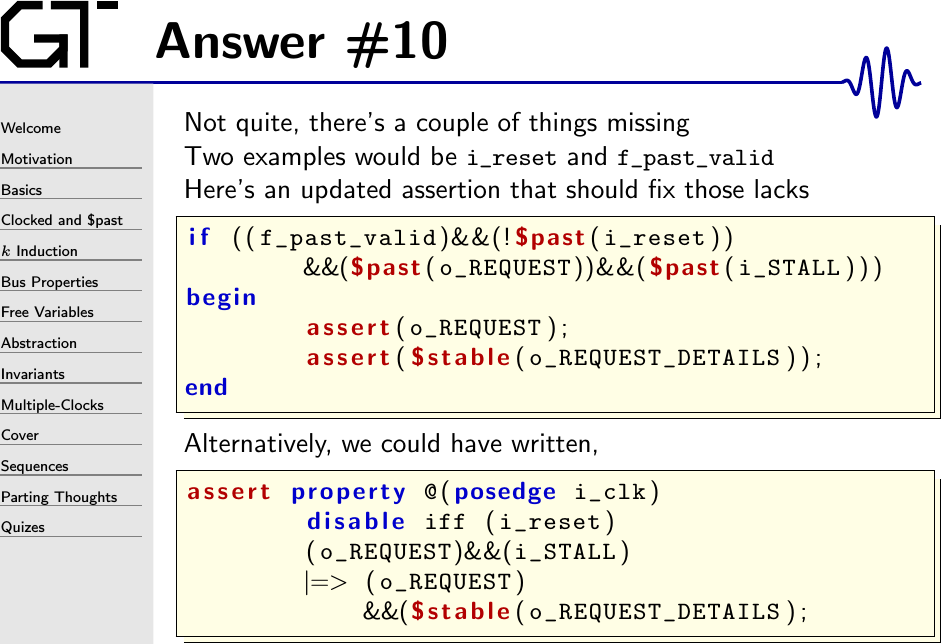 GT
Answer #10
Welcome
Motivation
Basics
Clocked and $past
k Induction
Bus Properties
Free Variables
Abstraction
Invariants
Multiple-Clocks
Cover
Sequences
Parting Thoughts
Quizes
Not quite, there's a couple of things missing
Two examples would be i_reset and f_past_valid
Here's an updated assertion that should fix those lacks
if ((f_past_valid)&&(!$past(i_reset))
&&($past(o_REQUEST))&&($past(i_STALL)))
begin
assert(o_REQUEST);
assert($stable(o_REQUEST_DETAILS));
end
Alternatively, we could have written,
assert property @(posedge i_clk)
disable iff (i_reset)
(o_REQUEST)&&(i_STALL)
|=> (o_REQUEST)
&&($stable(o_REQUEST_DETAILS);